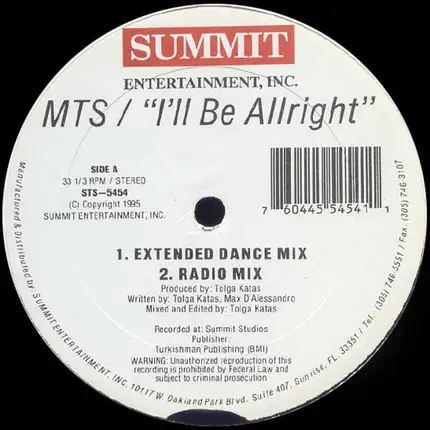 SUMMIT
ENTERTAINMENT, INC.
MTS / "I'll Be Allright"
SIDE A
33 1/3 RPM / STEREO
STS—5454
(C) Copyright 1995
SUMMIT ENTERTAINMENT, INC.
7 60445 54541 1
1. EXTENDED DANCE MIX
2. RADIO MIX
Produced by: Tolga Katas
Written by: Tolga Katas, Max D'Alessandro
Mixed and Edited by: Tolga Katas
Recorded at: Summit Studios
Publisher:
Turkishman Publishing (BMI)
WARNING: Unauthorized reproduction of this
recording is prohibited by Federal Law and
subject to criminal prosecution
Manufactured & Distributed by: SUMMIT ENTERTAINMENT, INC. 10117 W. Oakland Park Blvd. Suite 407, Sunrise, FL. 33351 / Tel. (305) 746-5551 / Fax. (305) 746-3107